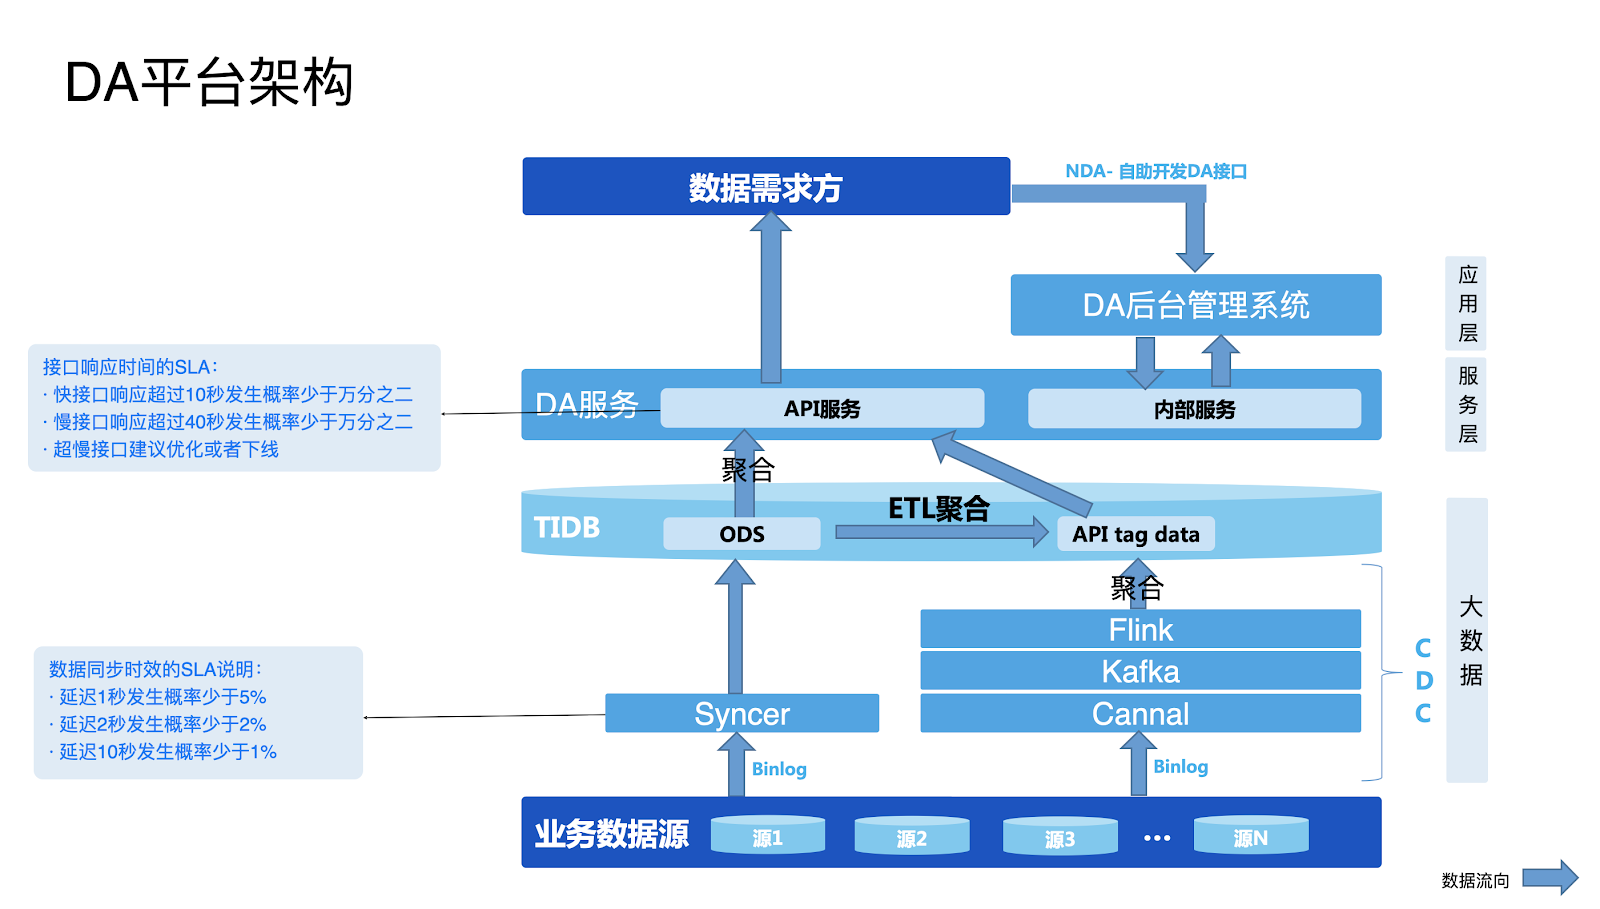 DA平台架构
数据需求方
NDA- 自助开发DA接口
DA后台管理系统
应用层
接口响应时间的SLA：
· 快接口响应超过10秒发生概率少于万分之二
· 慢接口响应超过40秒发生概率少于万分之二
· 超慢接口建议优化或者下线
DA服务
API服务
内部服务
服务层
聚合
TIDB
ODS
ETL聚合
API tag data
聚合
Flink
Kafka
Cannal
CDC
大数据
数据同步时效的SLA说明：
· 延迟1秒发生概率少于5%
· 延迟2秒发生概率少于2%
· 延迟10秒发生概率少于1%
Syncer
Binlog
Binlog
业务数据源
源1
源2
源3
...
源N
数据流向